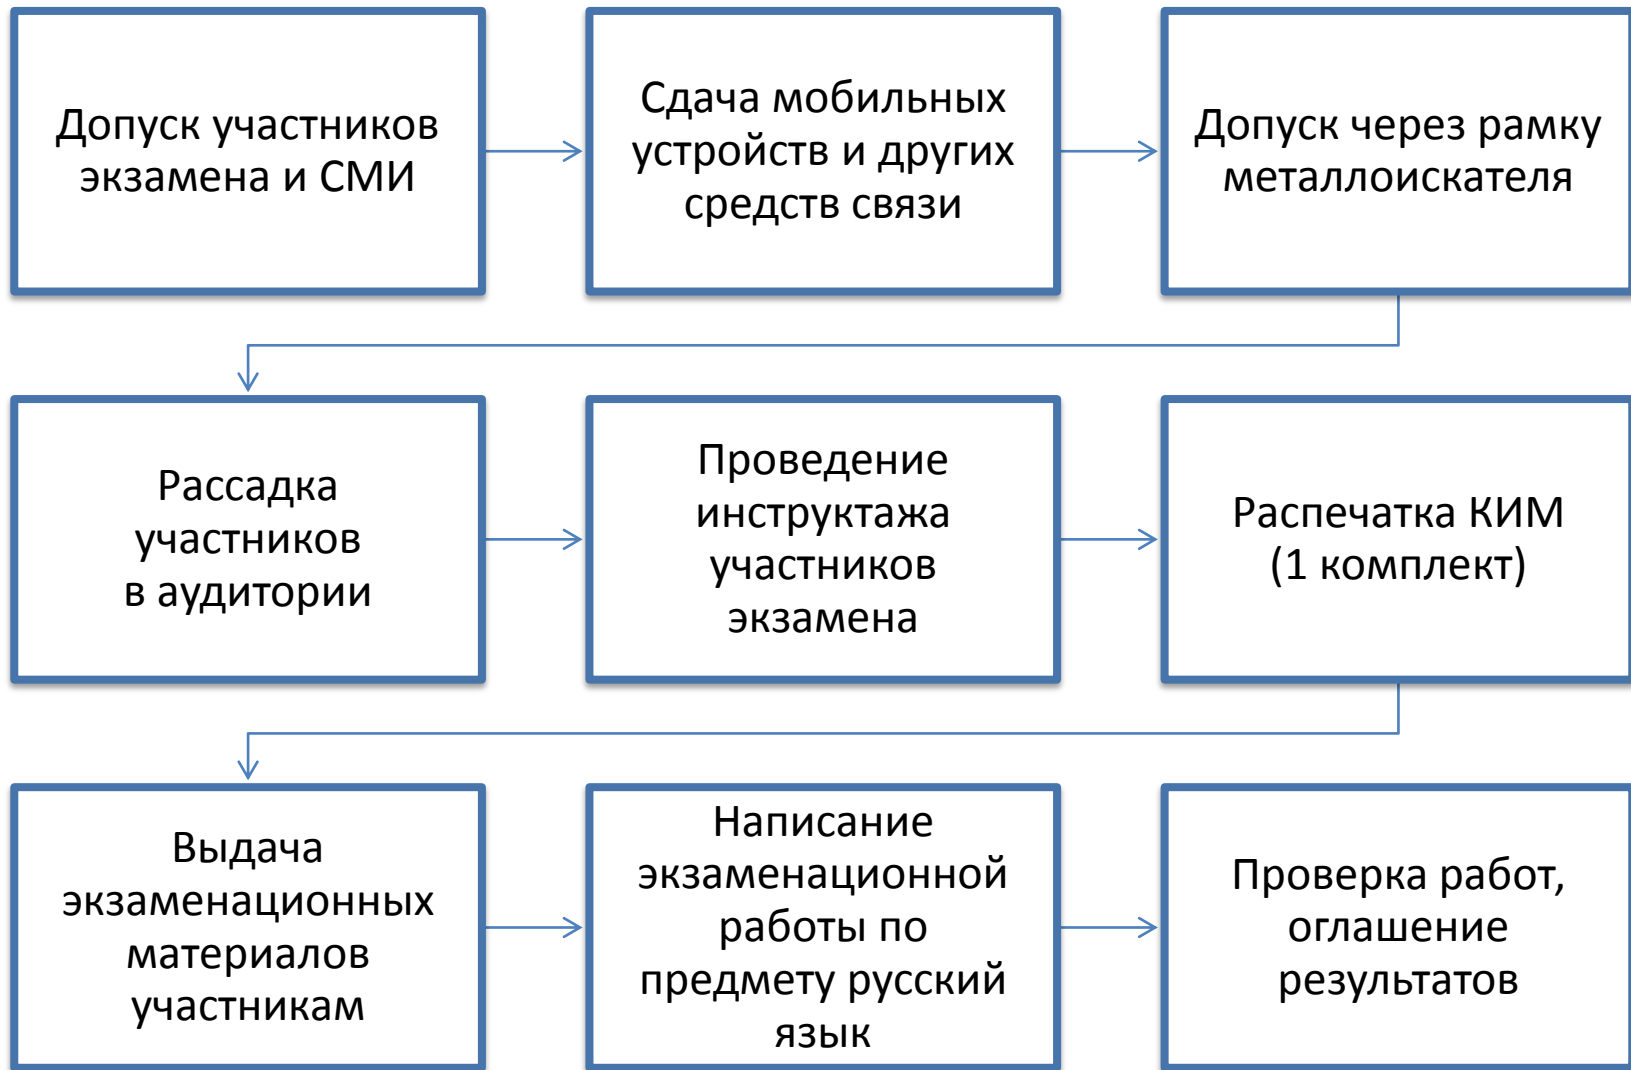 Допуск участников
экзамена и СМИ
Сдача мобильных
устройств и других
средств связи
Допуск через рамку
металлоискателя
Рассадка
участников
в аудитории
Проведение
инструктажа
участников
экзамена
Распечатка КИМ
(1 комплект)
Выдача
экзаменационных
материалов
участникам
Написание
экзаменационной
работы по
предмету русский
язык
Проверка работ,
оглашение
результатов